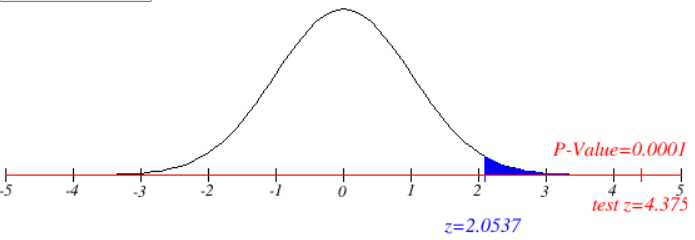 P-Value=0.0001
-5 -4 -3 -2 -1 0 1 2 3 4 5
test z=4.375
z=2.0537